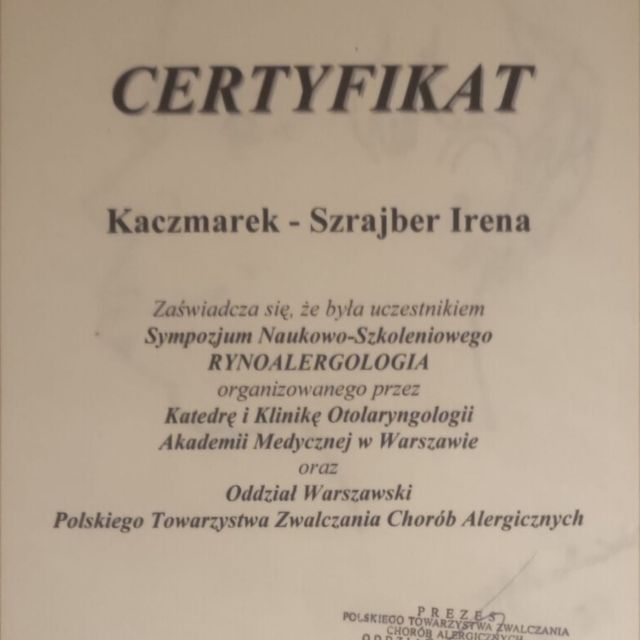 CERTYFIKAT
Kaczmarek - Szrajber Irena
Zaświadcza się, że była uczestnikiem
Sympozjum Naukowo-Szkoleniowego
RYNOALERGOLOGIA
organizowanego przez
Katedrę i Klinikę Otolaryngologii
Akademii Medycznej w Warszawie
oraz
Oddział Warszawski
Polskiego Towarzystwa Zwalczania Chorób Alergicznych
PREZES
POLSKIEGO TOWARZYSTWA ZWALCZANIA
CHORÓB ALERGICZNYCH